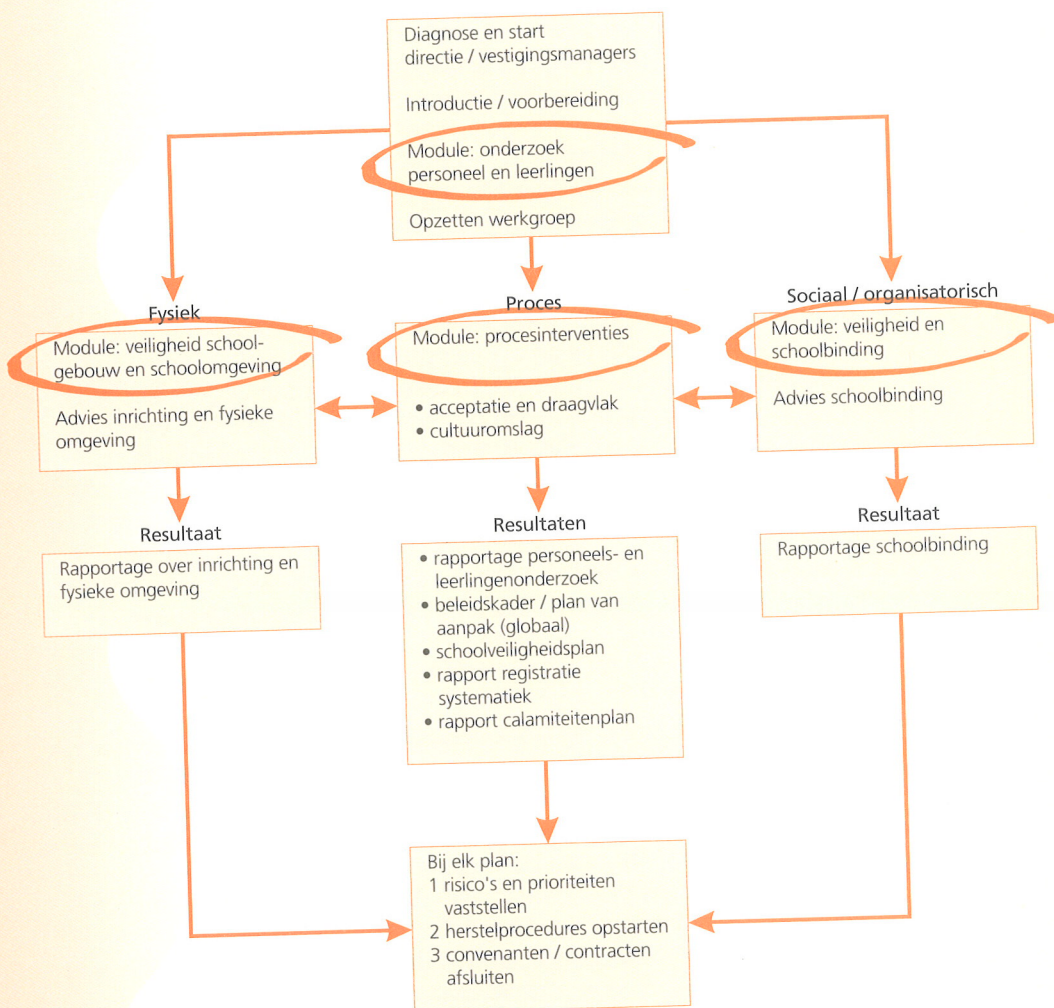 Diagnose en start
directie / vestigingsmanagers
Introductie / voorbereiding
Module: onderzoek
personeel en leerlingen
Opzetten werkgroep
Fysiek
Module: veiligheid school-
gebouw en schoolomgeving
Advies inrichting en fysieke
omgeving
Proces
Module: procesinterventies
• acceptatie en draagvlak
• cultuuromslag
Sociaal / organisatorisch
Module: veiligheid en
schoolbinding
Advies schoolbinding
Resultaat
Rapportage over inrichting en
fysieke omgeving
Resultaten
• rapportage personeels- en
leerlingenonderzoek
• beleidskader / plan van
aanpak (globaal)
• schoolveiligheidsplan
• rapport registratie
systematiek
• rapport calamiteitenplan
Resultaat
Rapportage schoolbinding
Bij elk plan:
1 risico's en prioriteiten
vaststellen
2 herstelprocedures opstarten
3 convenanten / contracten
afsluiten